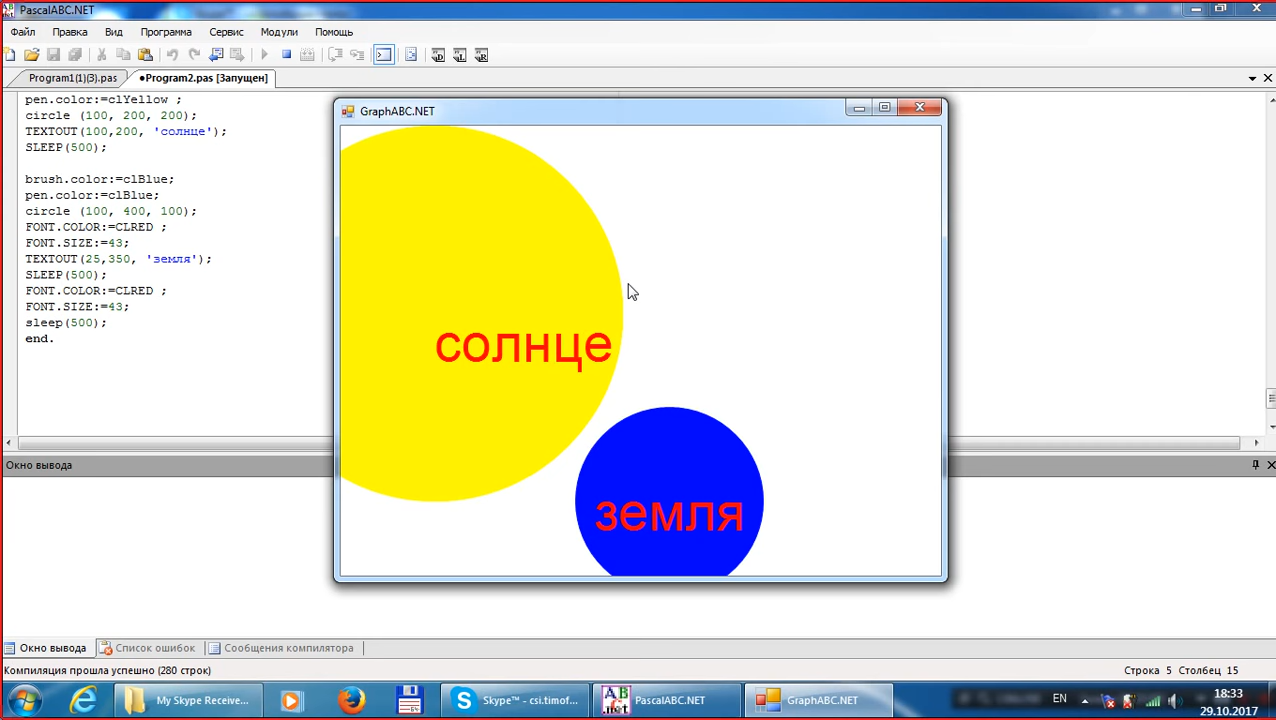 PascalABC.NET
Файл Правка Вид Программа Сервис Модули Помощь
Program1(1)(3).pas •Program2.pas [Запущен]
pen.color:=clYellow ;
circle (100, 200, 200);
TEXTOUT(100,200, 'солнце');
SLEEP(500);
brush.color:=clBlue;
pen.color:=clBlue;
circle (100, 400, 100);
FONT.COLOR:=CLRED ;
FONT.SIZE:=43;
TEXTOUT(25,350, 'земля');
SLEEP(500);
FONT.COLOR:=CLRED ;
FONT.SIZE:=43;
sleep(500);
end.
GraphABC.NET
солнце
земля
Окно вывода
Окно вывода Список ошибок Сообщения компилятора
Компиляция прошла успешно (280 строк) Строка 5 Столбец 15
My Skype Receive... Skype™ - csi.timof... PascalABC.NET GraphABC.NET EN 18:33
29.10.2017